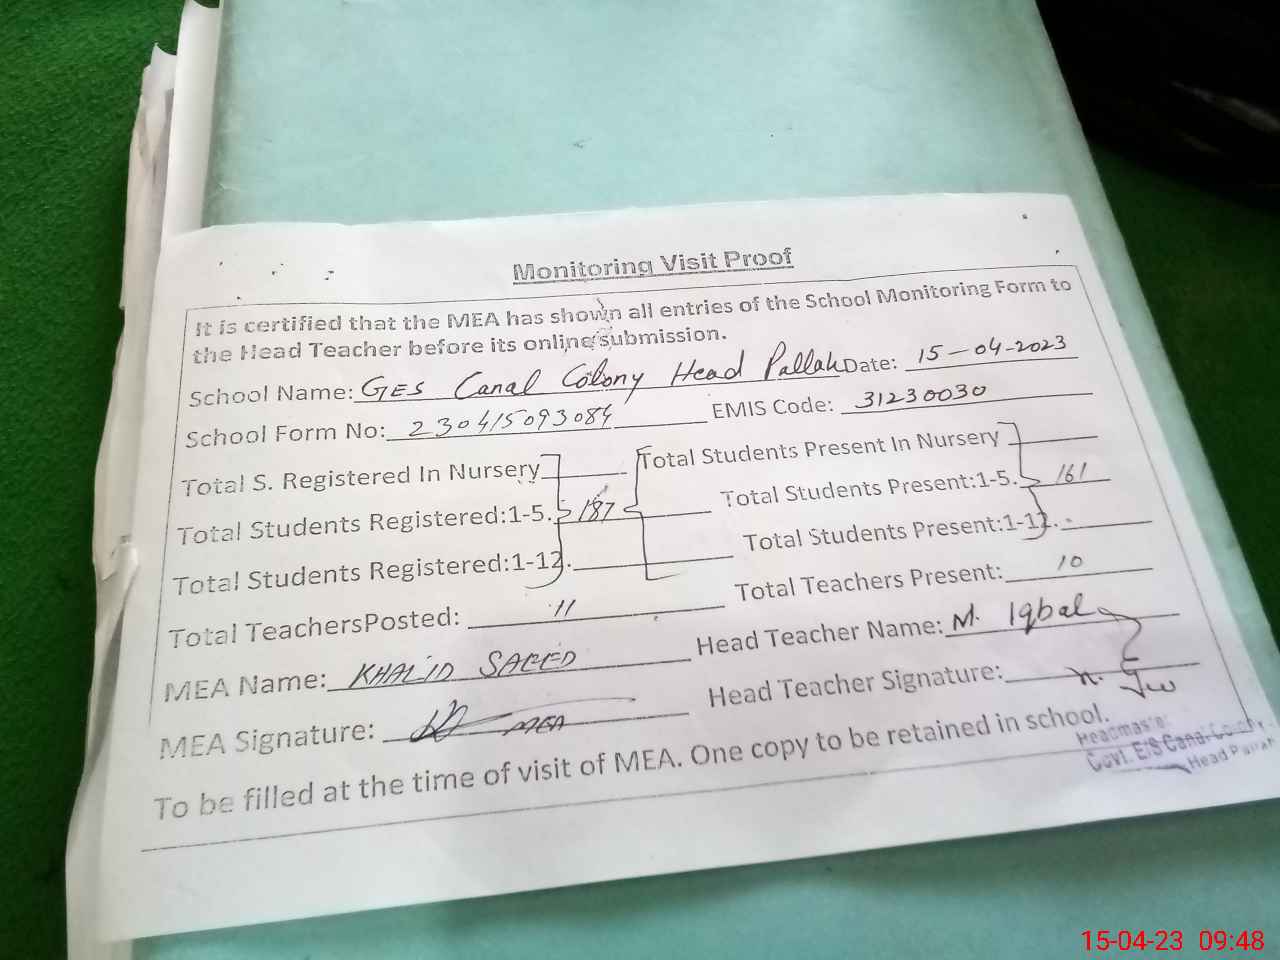 Monitoring Visit Proof
It is certified that the MEA has shown all entries of the School Monitoring Form to
the Head Teacher before its online submission.
School Name: GES Canal Colony Head Pallah Date: 15-04-2023
School Form No: 230415093084 EMIS Code: 31230030
Total S. Registered In Nursery Total Students Present In Nursery
Total Students Registered:1-5. 187 Total Students Present:1-5. 161
Total Students Registered:1-12. Total Students Present:1-12.
Total TeachersPosted: 11 Total Teachers Present: 10
MEA Name: KHALID SAEED Head Teacher Name: M. Iqbal
MEA Signature: MEA Head Teacher Signature:
To be filled at the time of visit of MEA. One copy to be retained in school.
Headmaster
Govt. E/S Canal Colony
Head Pallah
15-04-23 09:48